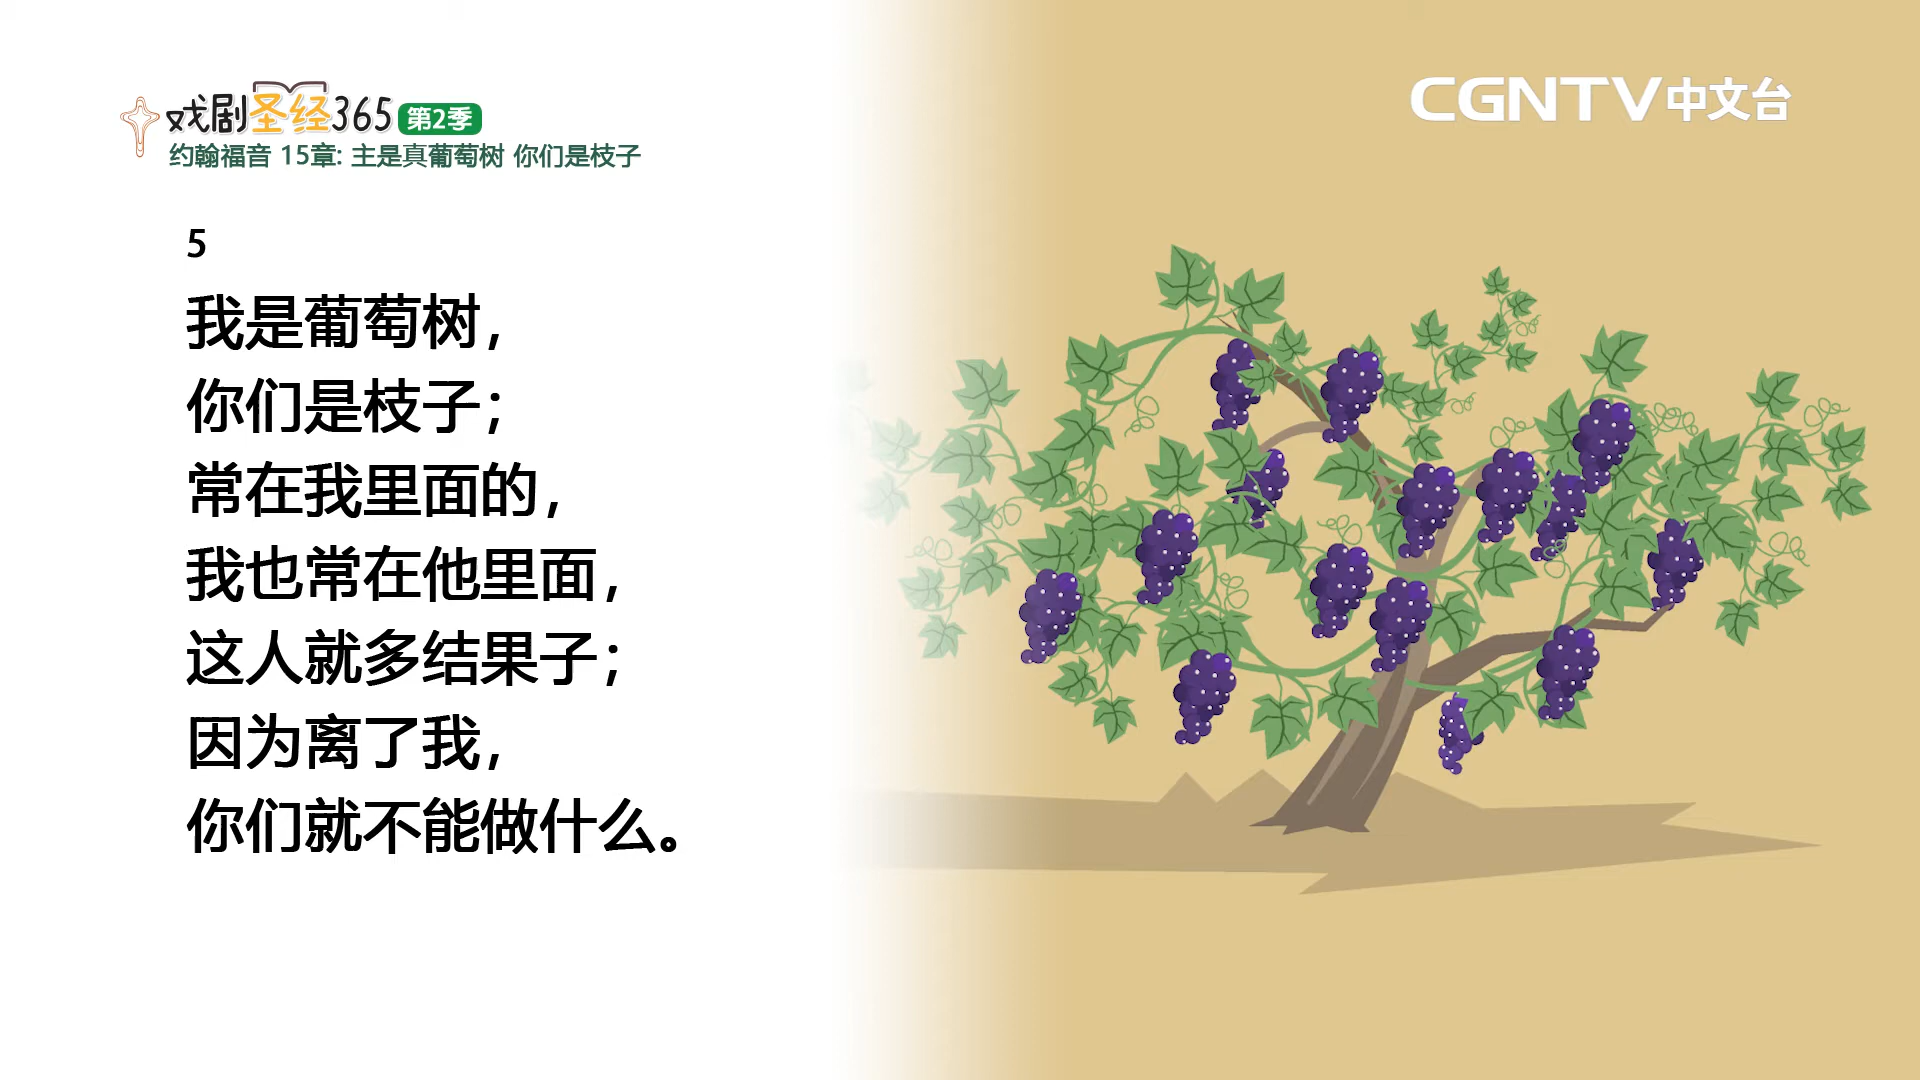 戏剧圣经365 第2季
CGNTV中文台
约翰福音 15章: 主是真葡萄树 你们是枝子
5
我是葡萄树，
你们是枝子；
常在我里面的，
我也常在他里面，
这人就多结果子；
因为离了我，
你们就不能做什么。